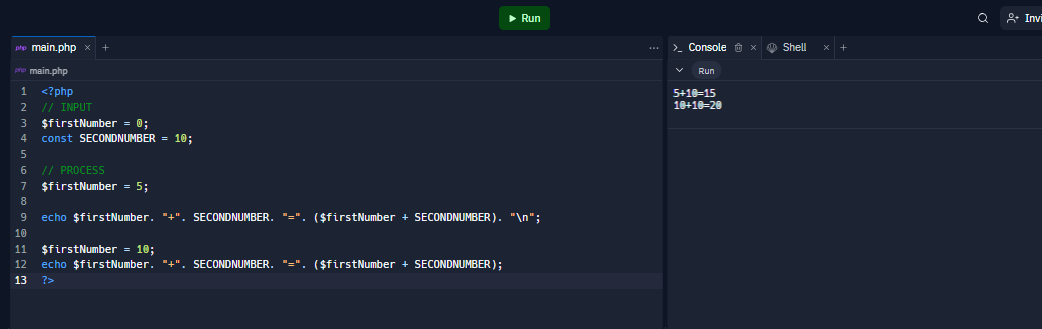 Run
Invi
php main.php × +
...
Console × Shell × +
php main.php
Run
1 <?php
2 // INPUT
3 $firstNumber = 0;
4 const SECONDNUMBER = 10;
5
6 // PROCESS
7 $firstNumber = 5;
8
9 echo $firstNumber. "+". SECONDNUMBER. "=". ($firstNumber + SECONDNUMBER). "\n";
10
11 $firstNumber = 10;
12 echo $firstNumber. "+". SECONDNUMBER. "=". ($firstNumber + SECONDNUMBER);
13 ?>
5+10=15
10+10=20